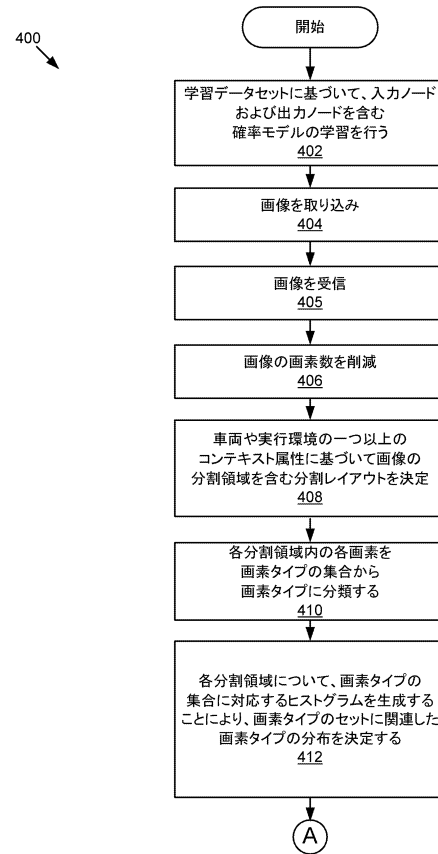 400
開始
学習データセットに基づいて、入力ノード
および出力ノードを含む
確率モデルの学習を行う
402
画像を取り込み
404
画像を受信
405
画像の画素数を削減
406
車両や実行環境の一つ以上の
コンテキスト属性に基づいて画像の
分割領域を含む分割レイアウトを決定
408
各分割領域内の各画素を
画素タイプの集合から
画素タイプに分類する
410
各分割領域について、画素タイプの
集合に対応するヒストグラムを生成する
ことにより、画素タイプのセットに関連した
画素タイプの分布を決定する
412
A